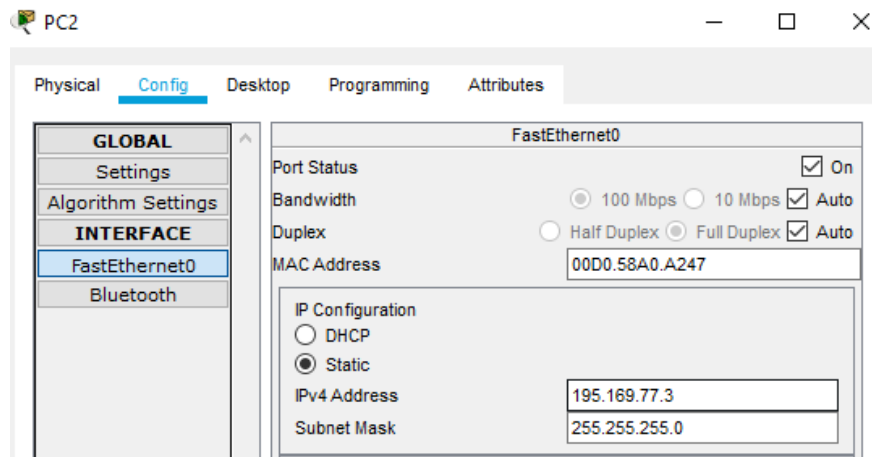 PC2
Physical Config Desktop Programming Attributes
GLOBAL
Settings
Algorithm Settings
INTERFACE
FastEthernet0
Bluetooth
FastEthernet0
Port Status On
Bandwidth 100 Mbps 10 Mbps Auto
Duplex Half Duplex Full Duplex Auto
MAC Address 00D0.58A0.A247
IP Configuration
DHCP
Static
IPv4 Address 195.169.77.3
Subnet Mask 255.255.255.0